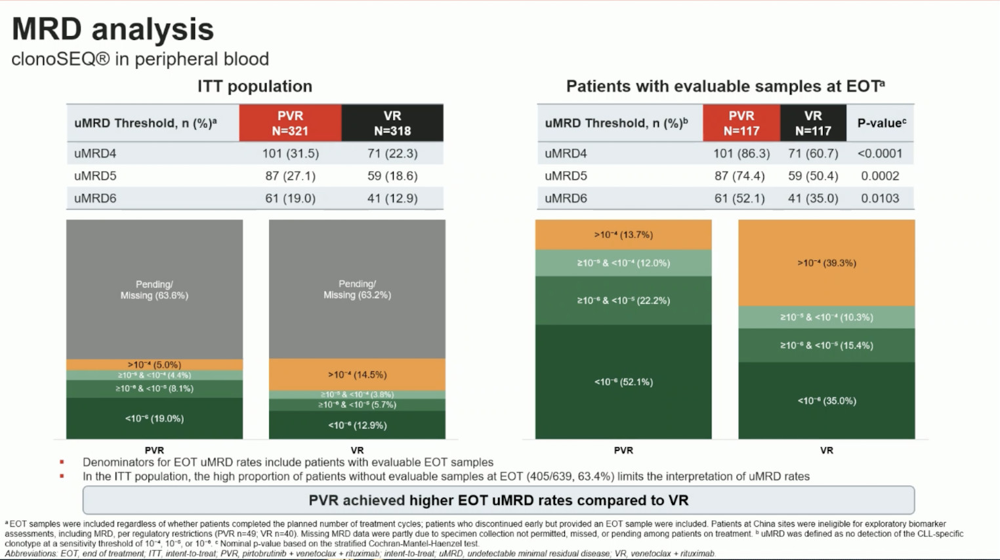 MRD analysis
clonoSEQ® in peripheral blood
ITT population
uMRD Threshold, n (%)ᵃ PVR N=321 VR N=318
uMRD4 101 (31.5) 71 (22.3)
uMRD5 87 (27.1) 59 (18.6)
uMRD6 61 (19.0) 41 (12.9)
Pending/
Missing (63.6%)
>10⁻⁴ (5.0%)
≥10⁻⁵ & <10⁻⁴ (4.4%)
≥10⁻⁶ & <10⁻⁵ (8.1%)
<10⁻⁶ (19.0%)
PVR
Pending/
Missing (63.2%)
>10⁻⁴ (14.5%)
≥10⁻⁵ & <10⁻⁴ (3.8%)
≥10⁻⁶ & <10⁻⁵ (5.7%)
<10⁻⁶ (12.9%)
VR
Patients with evaluable samples at EOTᵃ
uMRD Threshold, n (%)ᵇ PVR N=117 VR N=117 P-valueᶜ
uMRD4 101 (86.3) 71 (60.7) <0.0001
uMRD5 87 (74.4) 59 (50.4) 0.0002
uMRD6 61 (52.1) 41 (35.0) 0.0103
>10⁻⁴ (13.7%)
≥10⁻⁵ & <10⁻⁴ (12.0%)
≥10⁻⁶ & <10⁻⁵ (22.2%)
<10⁻⁶ (52.1%)
PVR
>10⁻⁴ (39.3%)
≥10⁻⁵ & <10⁻⁴ (10.3%)
≥10⁻⁶ & <10⁻⁵ (15.4%)
<10⁻⁶ (35.0%)
VR
▪ Denominators for EOT uMRD rates include patients with evaluable EOT samples
▪ In the ITT population, the high proportion of patients without evaluable samples at EOT (405/639, 63.4%) limits the interpretation of uMRD rates
PVR achieved higher EOT uMRD rates compared to VR
ᵃ EOT samples were included regardless of whether patients completed the planned number of treatment cycles; patients who discontinued early but provided an EOT sample were included. Patients at China sites were ineligible for exploratory biomarker
assessments, including MRD, per regulatory restrictions (PVR n=49; VR n=40). Missing MRD data were partly due to specimen collection not permitted, missed, or pending among patients on treatment. ᵇ uMRD was defined as no detection of the CLL-specific
clonotype at a sensitivity threshold of 10⁻⁴, 10⁻⁵, or 10⁻⁶. ᶜ Nominal p-value based on the stratified Cochran-Mantel-Haenzel test.
Abbreviations: EOT, end of treatment; ITT, intent-to-treat; PVR, pirtobrutinib + venetoclax + rituximab; intent-to-treat; uMRD, undetectable minimal residual disease; VR, venetoclax + rituximab.